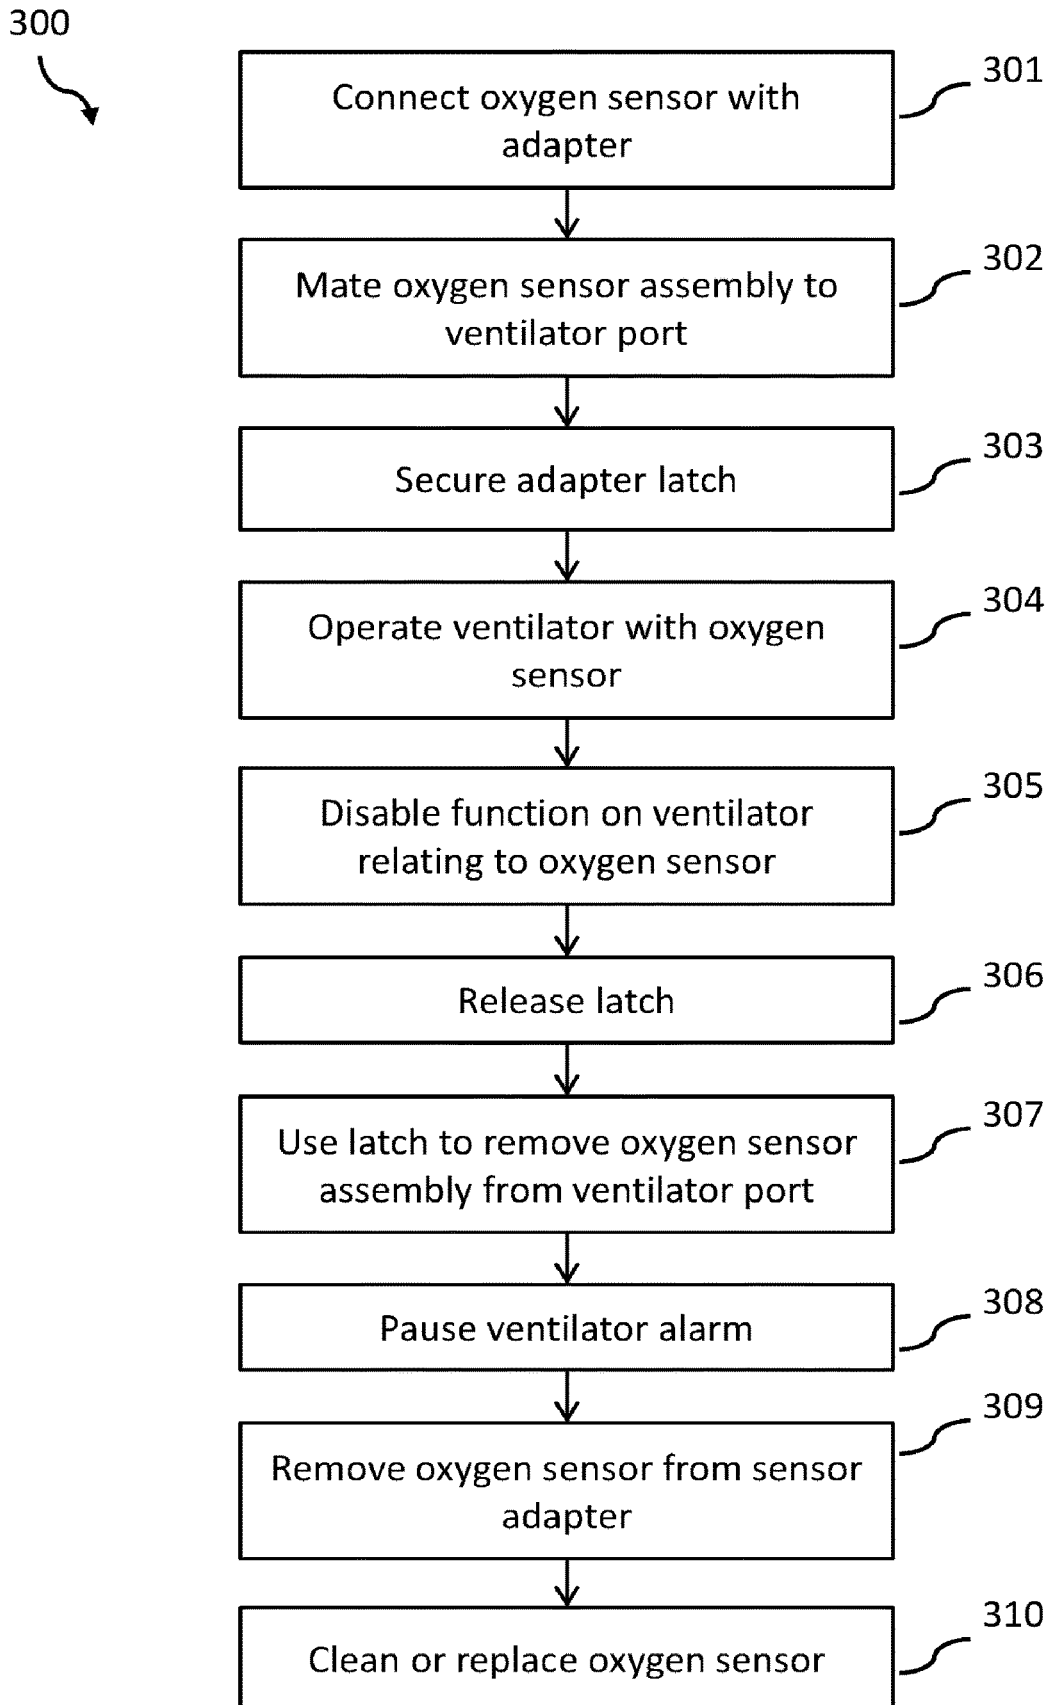 300
301
Connect oxygen sensor with
adapter
302
Mate oxygen sensor assembly to
ventilator port
303
Secure adapter latch
304
Operate ventilator with oxygen
sensor
305
Disable function on ventilator
relating to oxygen sensor
306
Release latch
307
Use latch to remove oxygen sensor
assembly from ventilator port
308
Pause ventilator alarm
309
Remove oxygen sensor from sensor
adapter
310
Clean or replace oxygen sensor